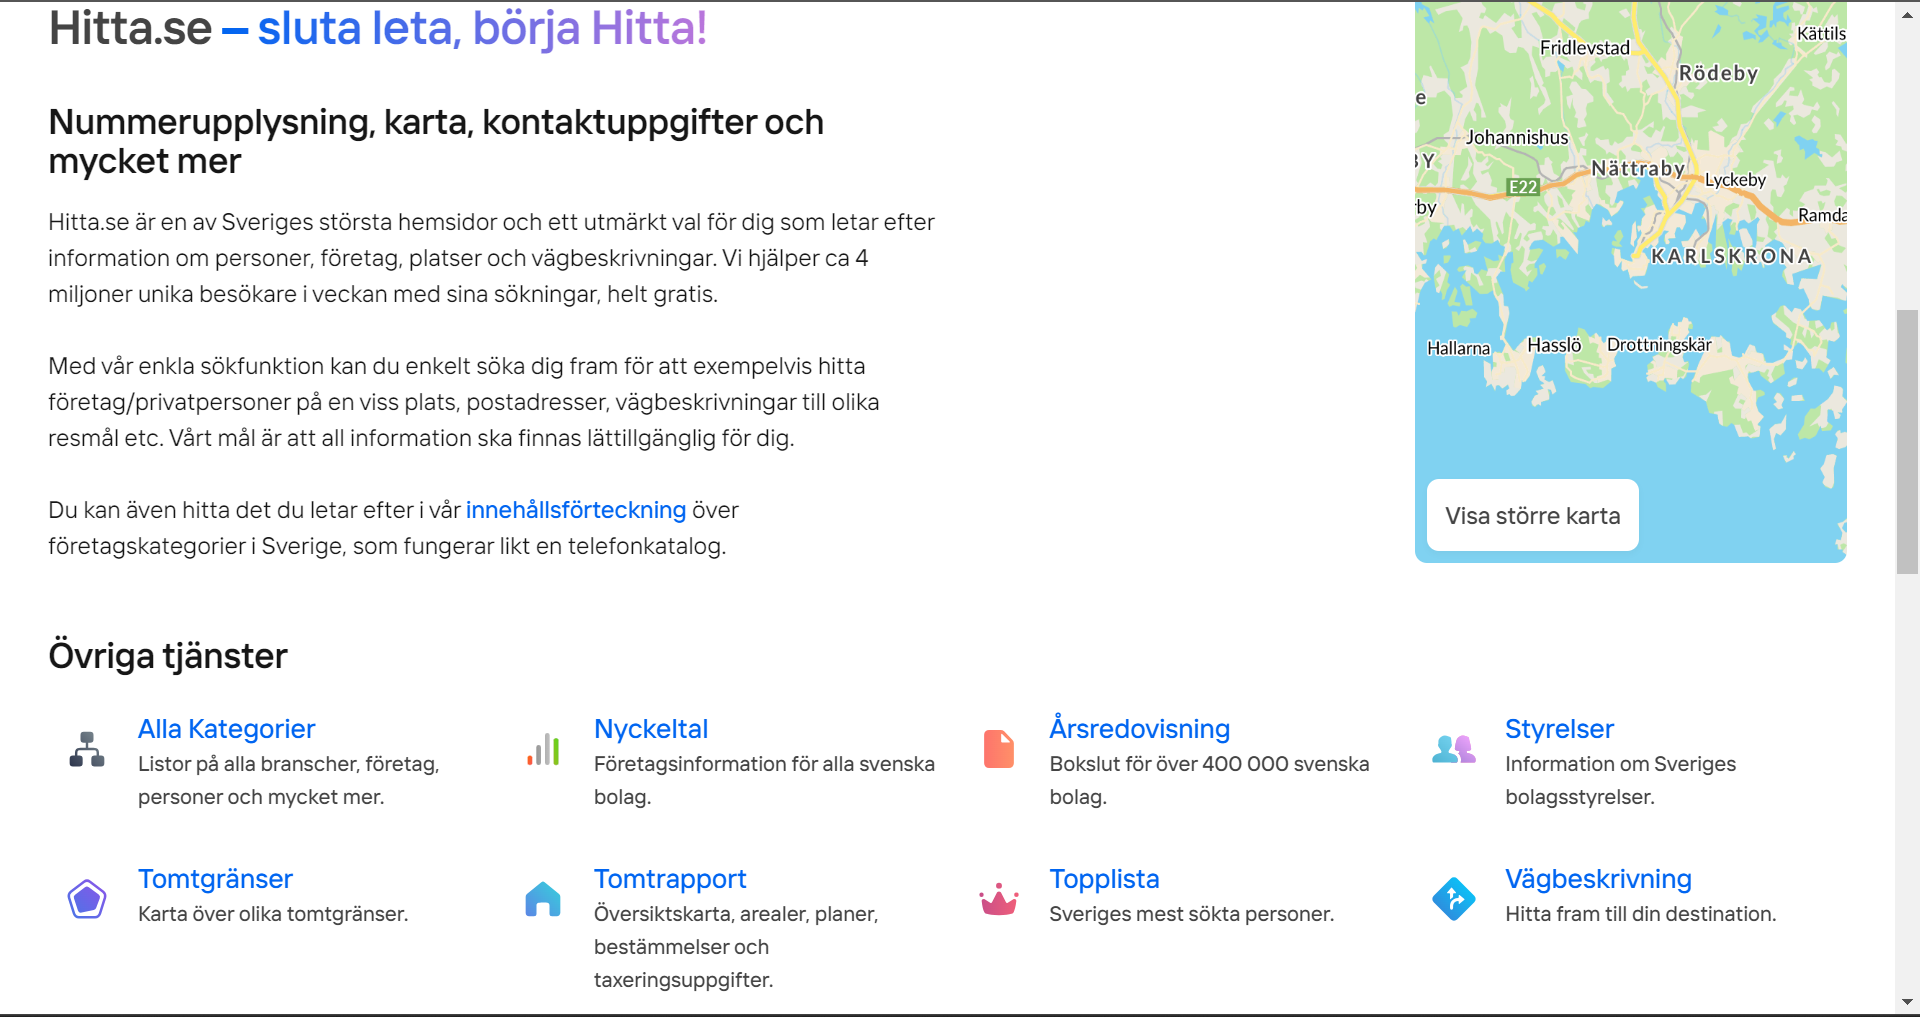 Hitta.se – sluta leta, börja Hitta!
Nummerupplysning, karta, kontaktuppgifter och
mycket mer
Hitta.se är en av Sveriges största hemsidor och ett utmärkt val för dig som letar efter
information om personer, företag, platser och vägbeskrivningar. Vi hjälper ca 4
miljoner unika besökare i veckan med sina sökningar, helt gratis.
Med vår enkla sökfunktion kan du enkelt söka dig fram för att exempelvis hitta
företag/privatpersoner på en viss plats, postadresser, vägbeskrivningar till olika
resmål etc. Vårt mål är att all information ska finnas lättillgänglig för dig.
Du kan även hitta det du letar efter i vår innehållsförteckning över
företagskategorier i Sverige, som fungerar likt en telefonkatalog.
Kättils
Fridlevstad
Rödeby
e
Johannishus
BY
Nättraby
E22
Lyckeby
rby
Ramda
KARLSKRONA
Hallarna
Hasslö
Drottningskär
Visa större karta
Övriga tjänster
Alla Kategorier
Listor på alla branscher, företag,
personer och mycket mer.
Nyckeltal
Företagsinformation för alla svenska
bolag.
Årsredovisning
Bokslut för över 400 000 svenska
bolag.
Styrelser
Information om Sveriges
bolagsstyrelser.
Tomtgränser
Karta över olika tomtgränser.
Tomtrapport
Översiktskarta, arealer, planer,
bestämmelser och
taxeringsuppgifter.
Topplista
Sveriges mest sökta personer.
Vägbeskrivning
Hitta fram till din destination.